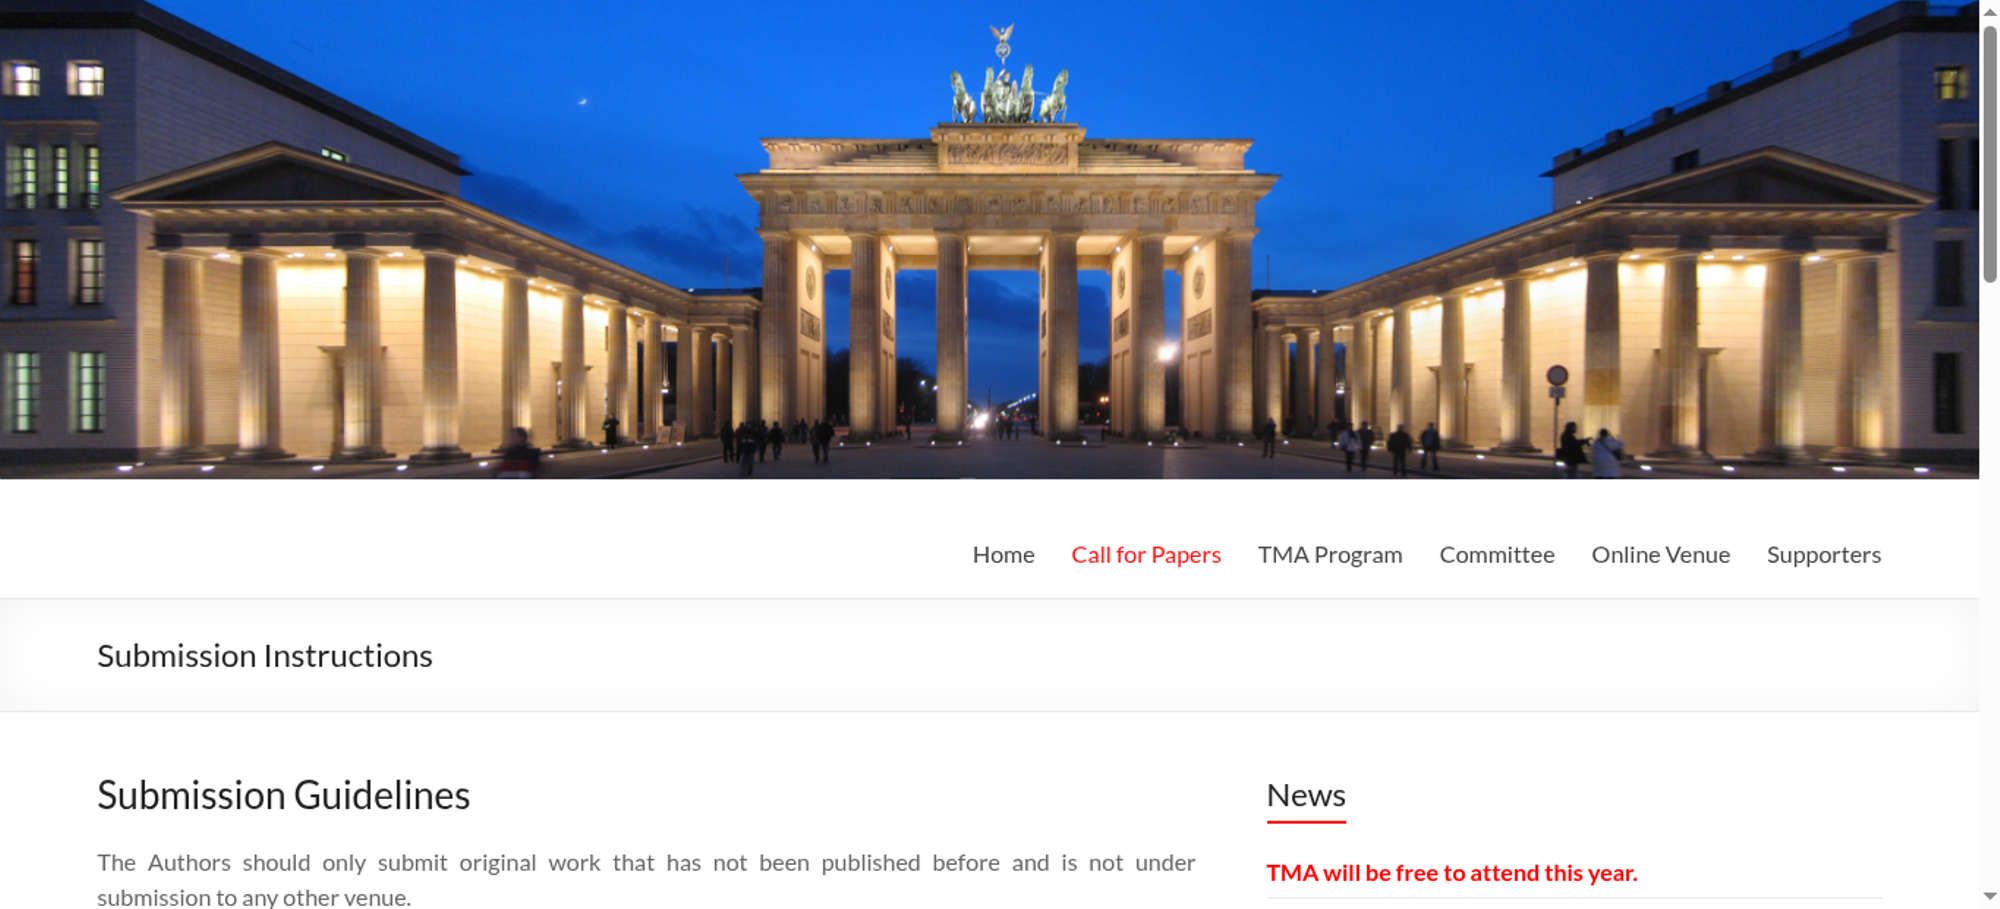 Home Call for Papers TMA Program Committee Online Venue Supporters
Submission Instructions
Submission Guidelines
The Authors should only submit original work that has not been published before and is not under
submission to any other venue.
News
TMA will be free to attend this year.